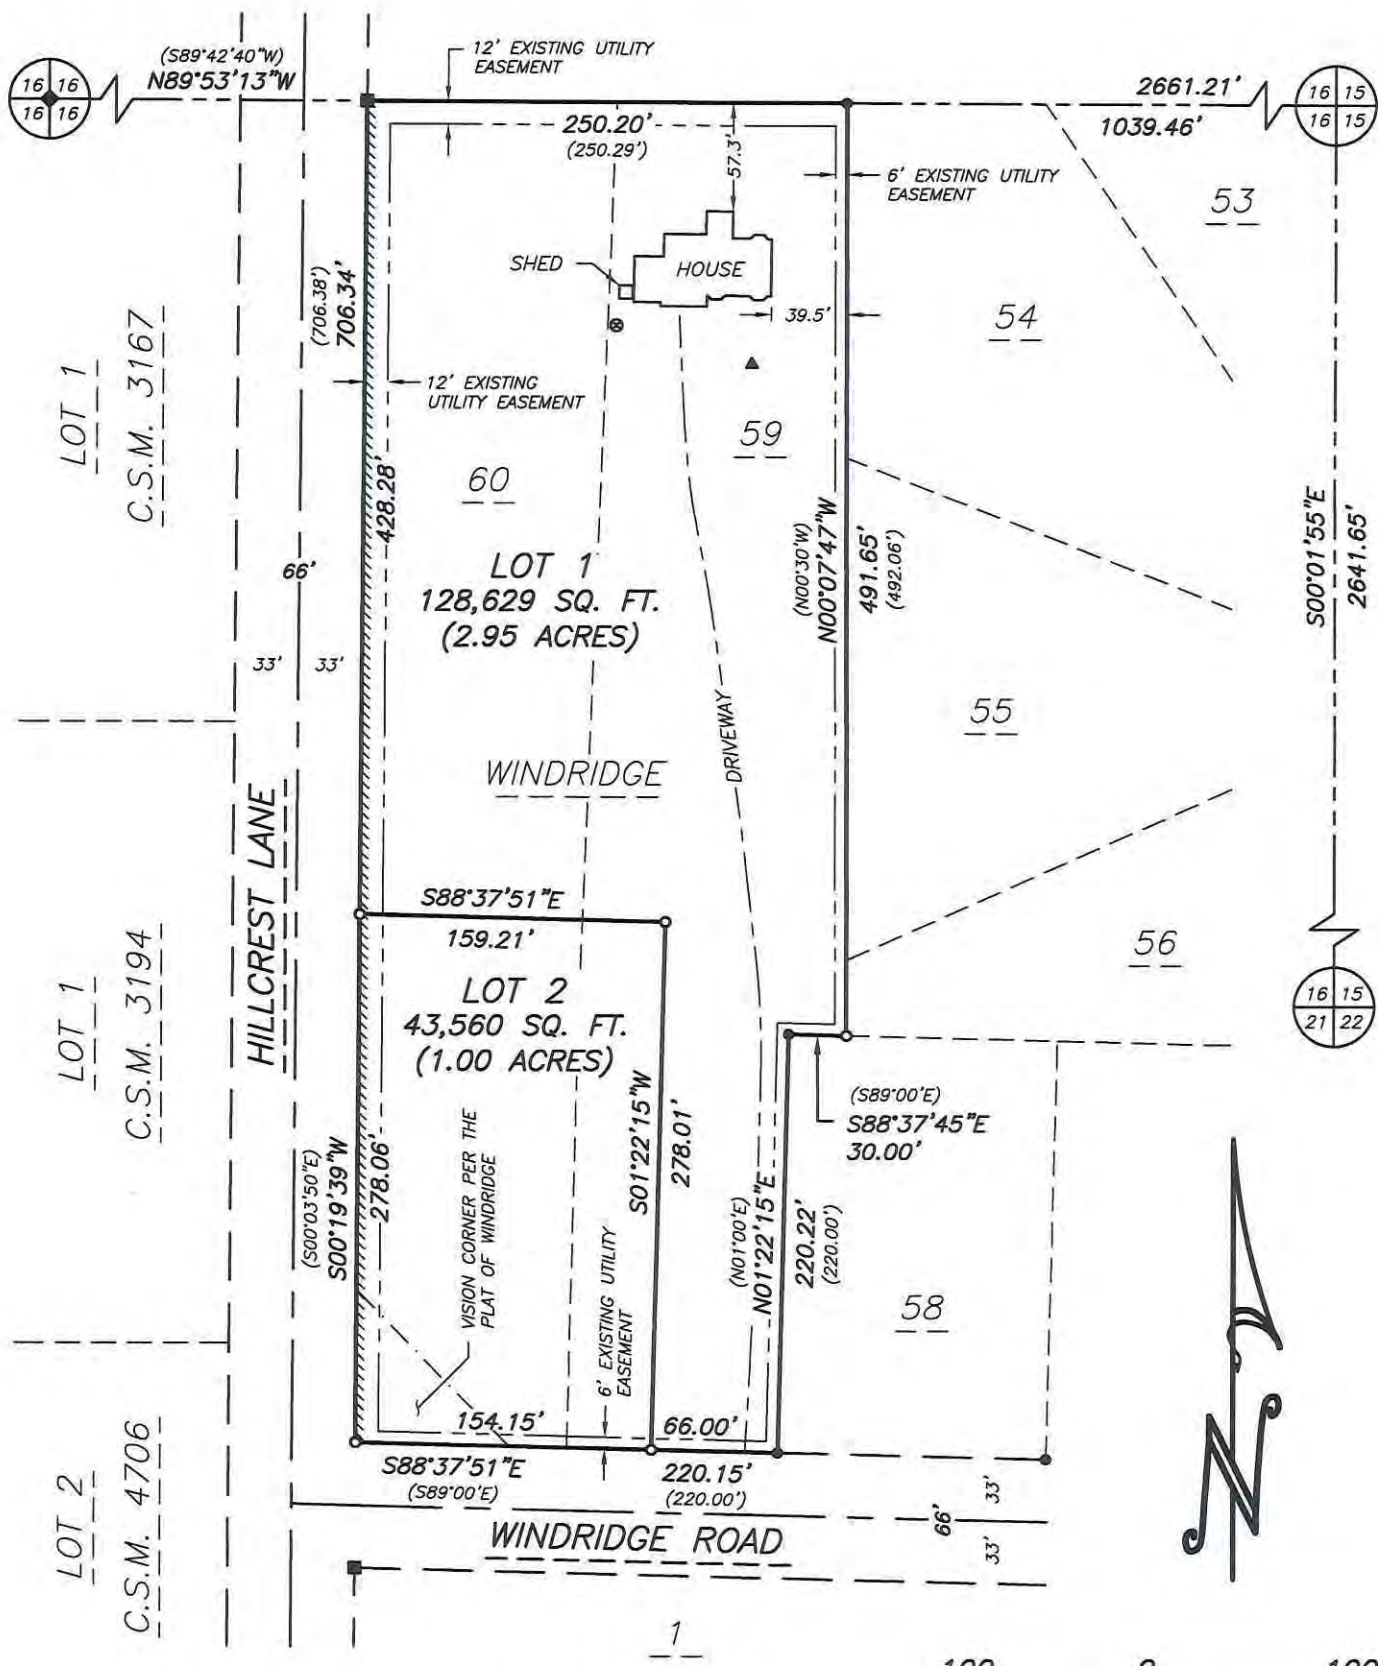 (S89°42'40"W)
N89°53'13"W
16 16
16 16
12' EXISTING UTILITY
EASEMENT
2661.21'
1039.46'
16 15
16 15
250.20'
(250.29')
57.3'
6' EXISTING UTILITY
EASEMENT
53
SHED
HOUSE
39.5'
54
(706.38')
706.34'
LOT 1
C.S.M. 3167
12' EXISTING
UTILITY EASEMENT
428.28'
60
59
(N00°30'W)
N00°07'47"W
491.65'
(492.06')
S00°01'55"E
2641.65'
LOT 1
128,629 SQ. FT.
(2.95 ACRES)
66'
33'
33'
DRIVEWAY
55
WINDRIDGE
HILLCREST LANE
S88°37'51"E
159.21'
56
LOT 1
C.S.M. 3194
LOT 2
43,560 SQ. FT.
(1.00 ACRES)
16 15
21 22
S01°22'15"W
278.01'
(S89°00'E)
S88°37'45"E
30.00'
(S00°03'50"E)
S00°19'39"W
278.06'
VISION CORNER PER THE
PLAT OF WINDRIDGE
6' EXISTING UTILITY
EASEMENT
(N01°00'E)
N01°22'15"E
220.22'
(220.00')
58
154.15'
66.00'
S88°37'51"E
(S89°00'E)
220.15'
(220.00')
33'
66'
33'
WINDRIDGE ROAD
LOT 2
C.S.M. 4706
N
1
100 0 100